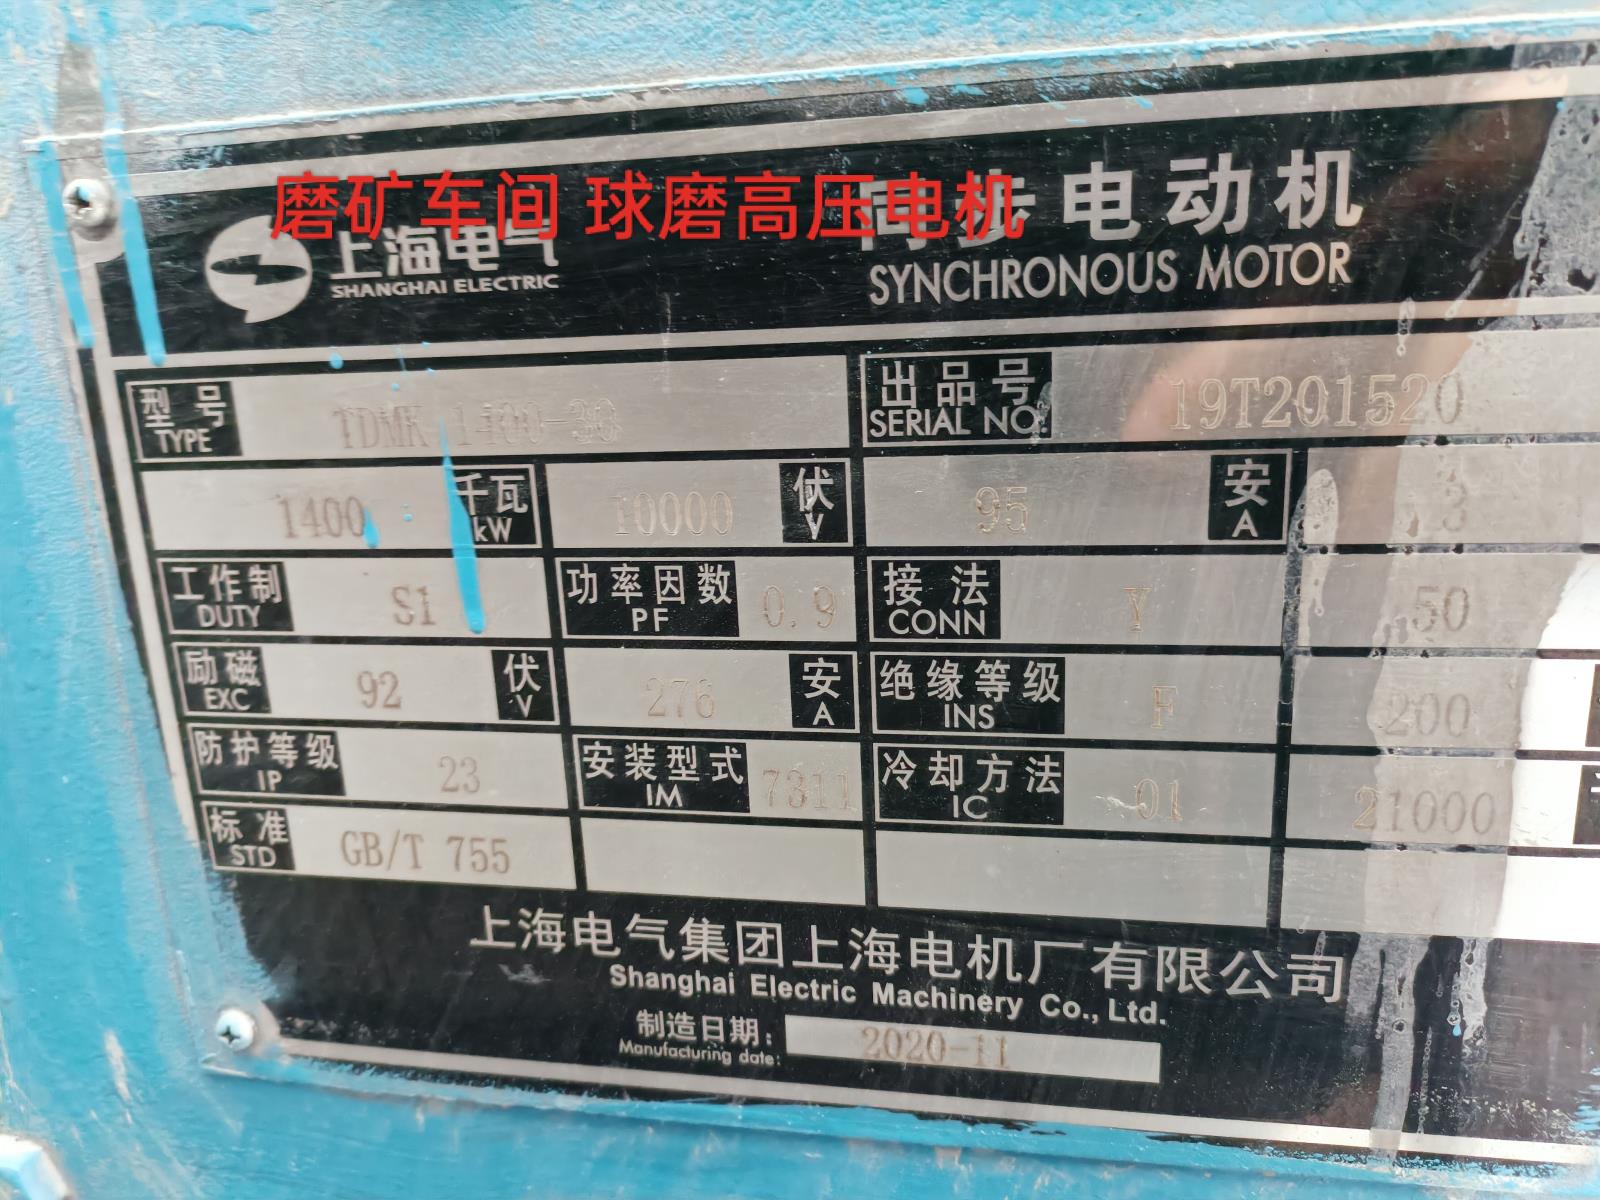 磨矿车间 球磨高压电机
上海电气
SHANGHAI ELECTRIC
同步电动机
SYNCHRONOUS MOTOR
型号 TYPE TDMK 1400-30
出品号 SERIAL NO. 19T201520
1400 千瓦 kW 10000 伏 V 95 安 A 3
工作制 DUTY S1 功率因数 PF 0.9 接法 CONN Y 50
励磁 EXC 92 伏 V 276 安 A 绝缘等级 INS F 200
防护等级 IP 23 安装型式 IM 7311 冷却方法 IC 01 21000
标准 STD GB/T 755
上海电气集团上海电机厂有限公司
Shanghai Electric Machinery Co., Ltd.
制造日期: 2020-11
Manufacturing date: